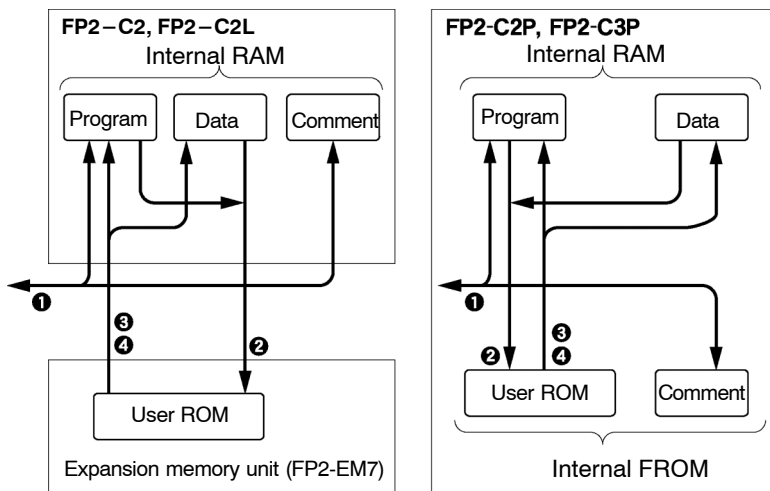 FP2–C2, FP2–C2L
Internal RAM
Program
Data
Comment
❶
❸
❹
❷
User ROM
Expansion memory unit (FP2-EM7)
FP2-C2P, FP2-C3P
Internal RAM
Program
Data
❶
❸
❷
❹
User ROM
Comment
Internal FROM